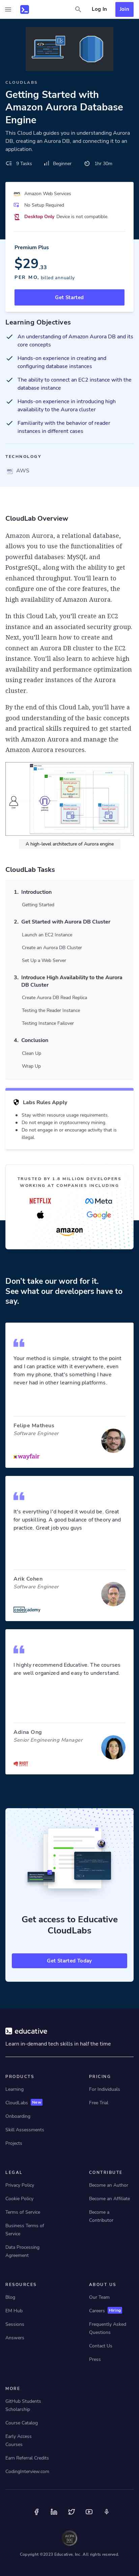 Log In
Join
CLOUDLABS
Getting Started with
Amazon Aurora Database
Engine
This Cloud Lab guides you in understanding Aurora
DB, creating an Aurora DB, and connecting it to an
application.
9 Tasks
Beginner
1hr 30m
Amazon Web Services
No Setup Required
Desktop Only. Device is not compatible.
Premium Plus
$29.33
PER MO, billed annually
Get Started
Learning Objectives
An understanding of Amazon Aurora DB and its
core concepts
Hands-on experience in creating and
configuring database instances
The ability to connect an EC2 instance with the
database instance
Hands-on experience in introducing high
availability to the Aurora cluster
Familiarity with the behavior of reader
instances in different cases
TECHNOLOGY
AWS
CloudLab Overview
Amazon Aurora, a relational database,
allows you to use the functionalities of
two different databases: MySQL and
PostgreSQL, along with the ability to get
increased throughput. You'll learn to
configure one of the core features, the
high availability feature of Amazon Aurora.
In this Cloud Lab, you'll learn to create EC2
instance and associate it to a security group.
Next, you'll learn how to create and
connect an Aurora DB cluster to the EC2
instance. You'll also learn to achieve high
availability and understand failover cases
using reader instances of the Aurora
cluster.
By the end of this Cloud Lab, you'll have a
clear understanding of the core concepts
and practical skills required to get started
with Amazon Aurora and manage the
Amazon Aurora resources.
A high-level architecture of Aurora engine
CloudLab Tasks
1. Introduction
Getting Started
2. Get Started with Aurora DB Cluster
Launch an EC2 Instance
Create an Aurora DB Cluster
Set Up a Web Server
3. Introduce High Availability to the Aurora
DB Cluster
Create Aurora DB Read Replica
Testing the Reader Instance
Testing Instance Failover
4. Conclusion
Clean Up
Wrap Up
Labs Rules Apply
• Stay within resource usage requirements.
• Do not engage in cryptocurrency mining.
• Do not engage in or encourage activity that is
illegal.
TRUSTED BY 1.8 MILLION DEVELOPERS
WORKING AT COMPANIES INCLUDING
NETFLIX
Meta
Google
amazon
Don't take our word for it.
See what our developers have to
say.
Your method is simple, straight to the point
and I can practice with it everywhere, even
from my phone, that's something I have
never had in other learning platforms.
Felipe Matheus
Software Engineer
wayfair
It's everything I'd hoped it would be. Great
for upskilling. A good balance of theory and
practice. Great job you guys
Arik Cohen
Software Engineer
codecademy
I highly recommend Educative. The courses
are well organized and easy to understand.
Adina Ong
Senior Engineering Manager
Get access to Educative
CloudLabs
Get Started Today
educative
Learn in-demand tech skills in half the time
PRODUCTS
Learning
CloudLabs New
Onboarding
Skill Assessments
Projects
PRICING
For Individuals
Free Trial
LEGAL
Privacy Policy
Cookie Policy
Terms of Service
Business Terms of
Service
Data Processing
Agreement
CONTRIBUTE
Become an Author
Become an Affiliate
Become a
Contributor
RESOURCES
Blog
EM Hub
Sessions
Answers
ABOUT US
Our Team
Careers Hiring
Frequently Asked
Questions
Contact Us
Press
MORE
GitHub Students
Scholarship
Course Catalog
Early Access
Courses
Earn Referral Credits
CodingInterview.com
Copyright ©2023 Educative, Inc. All rights reserved.